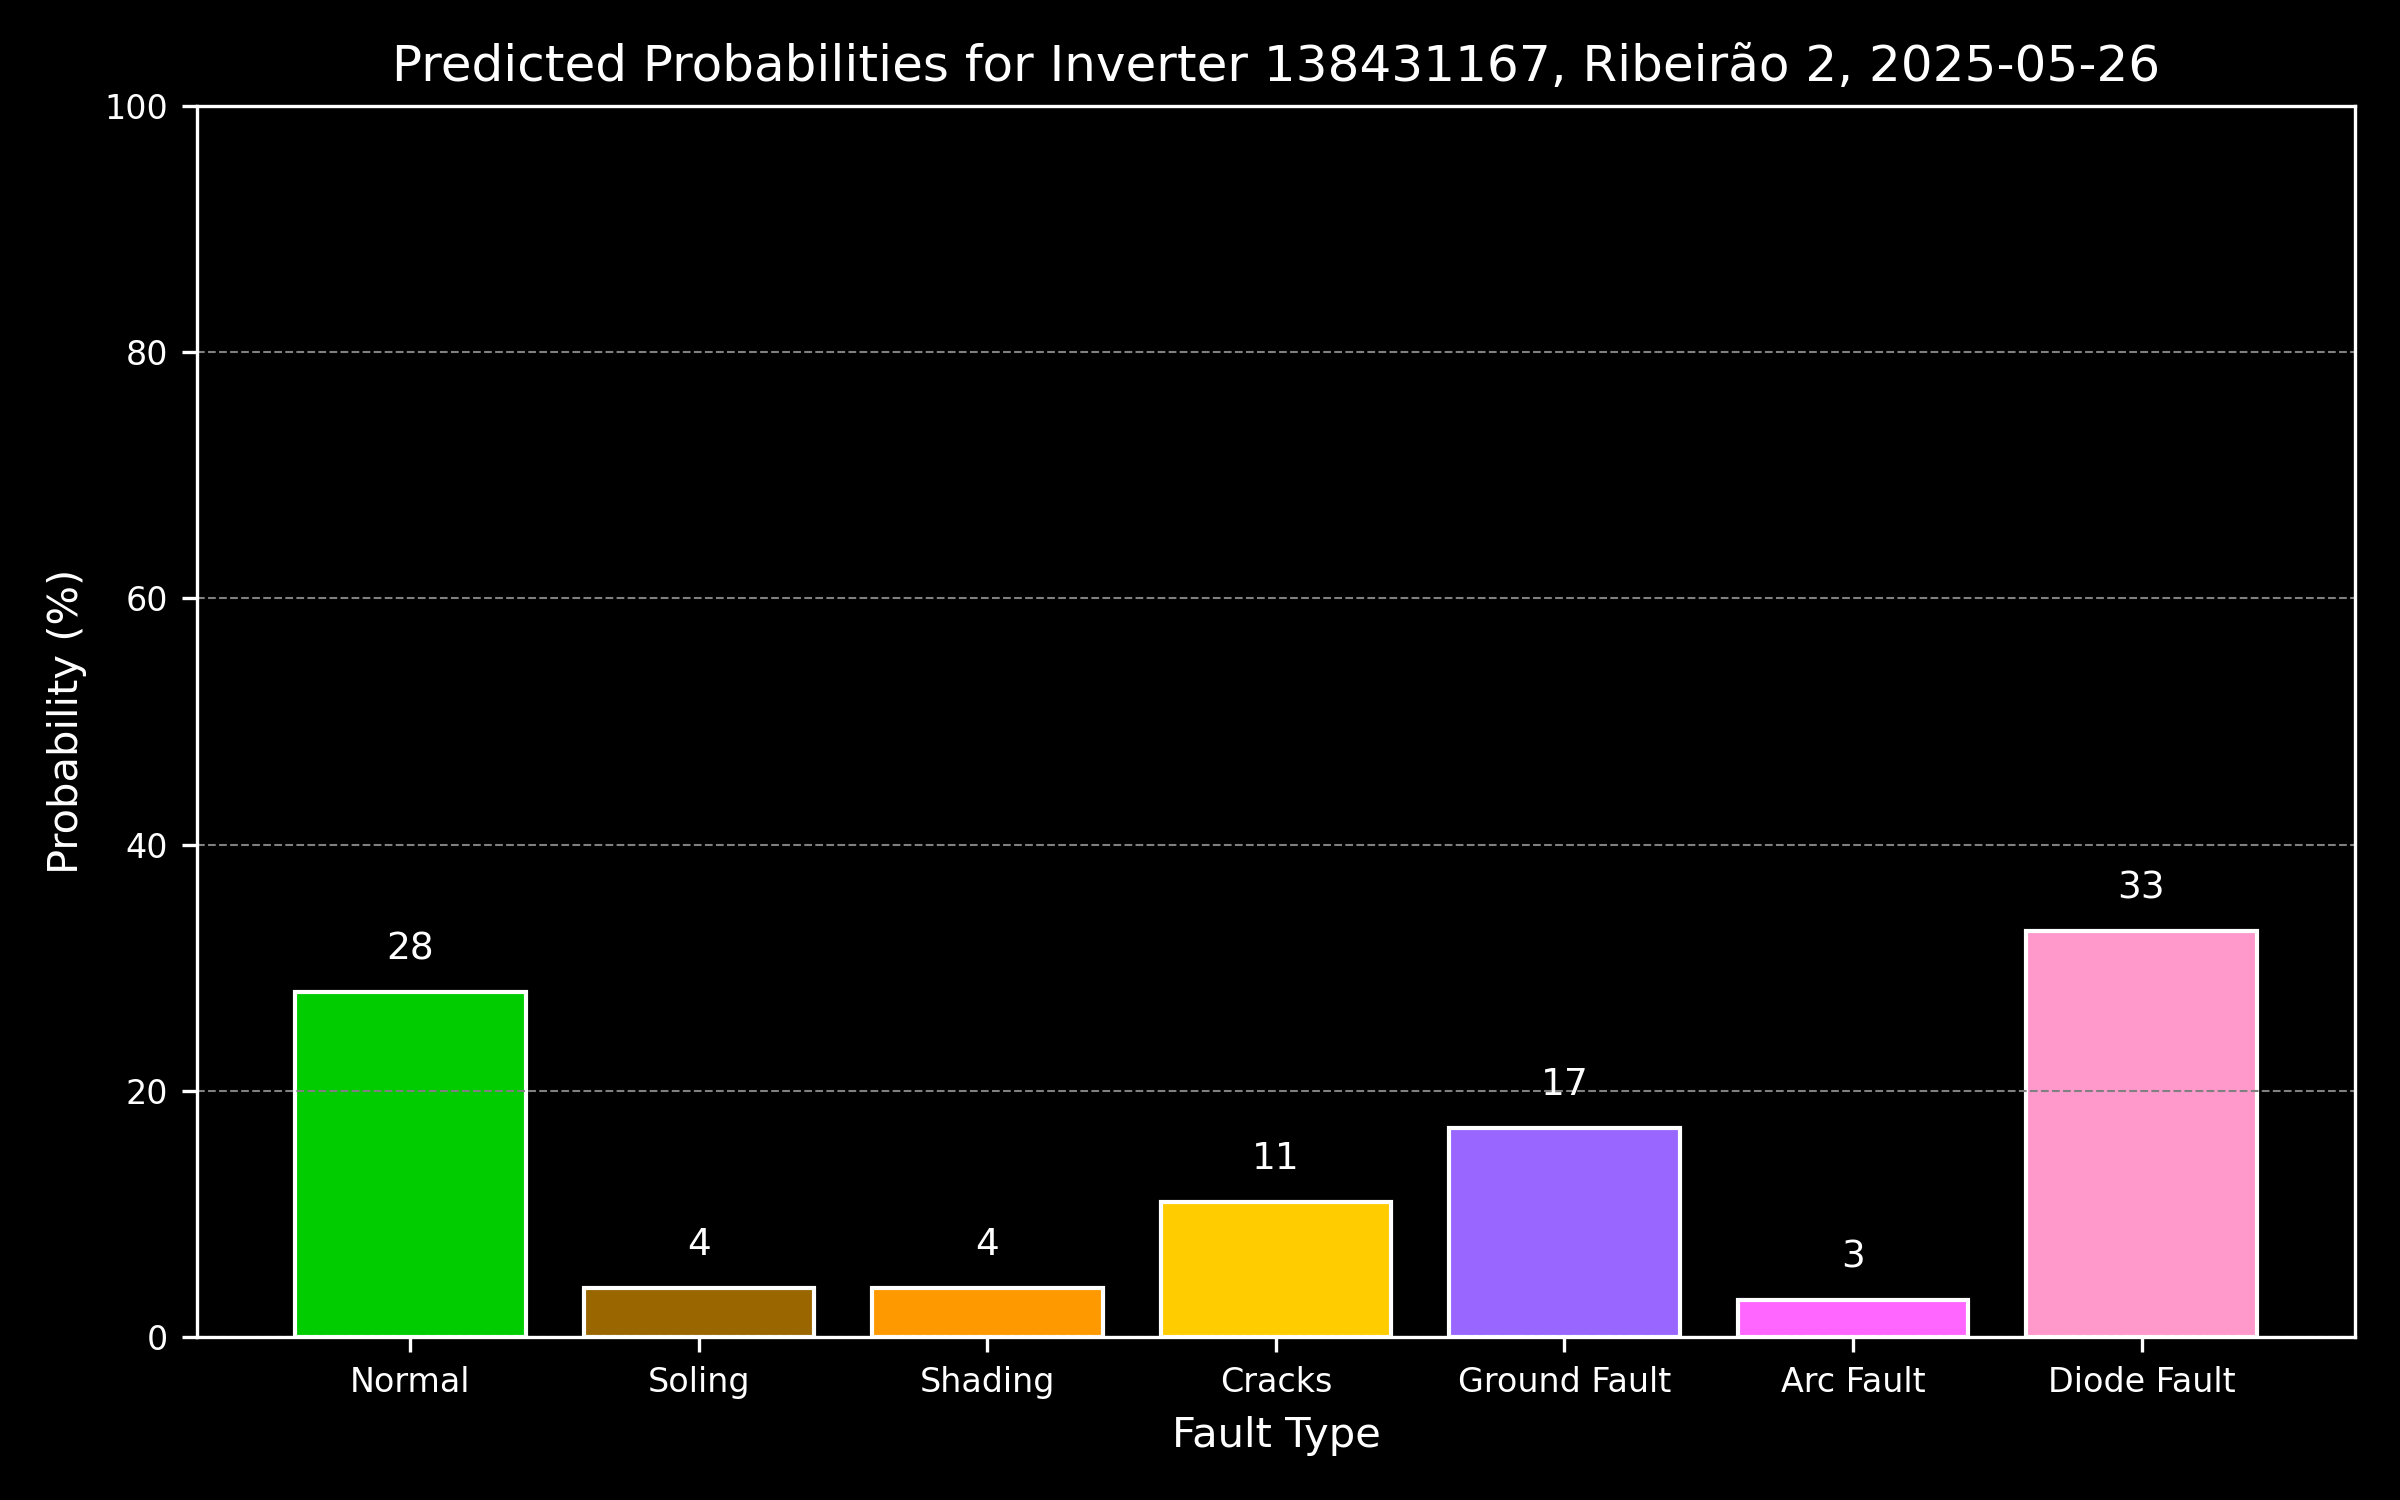 Predicted Probabilities for Inverter 138431167, Ribeirão 2, 2025-05-26
100
80
60
40
20
0
Probability (%)
28
4
4
11
17
3
33
Normal
Soling
Shading
Cracks
Ground Fault
Arc Fault
Diode Fault
Fault Type